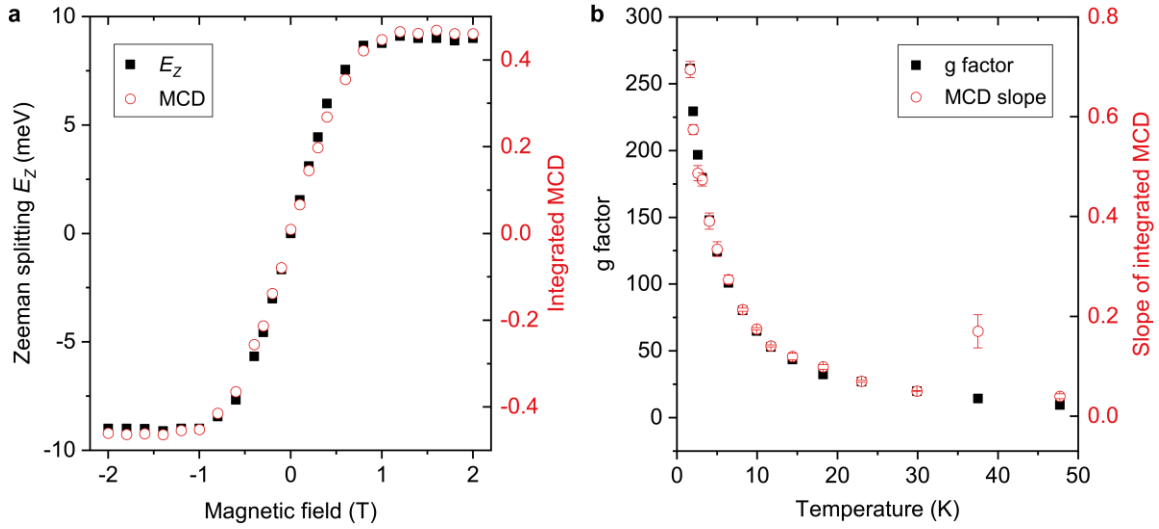 a
10
5
0
-5
-10
Zeeman splitting E_Z (meV)
E_Z
MCD
0.4
0.2
0.0
-0.2
-0.4
Integrated MCD
-2 -1 0 1 2
Magnetic field (T)
b
300
250
200
150
100
50
0
g factor
g factor
MCD slope
0.8
0.6
0.4
0.2
0.0
Slope of integrated MCD
0 10 20 30 40 50
Temperature (K)